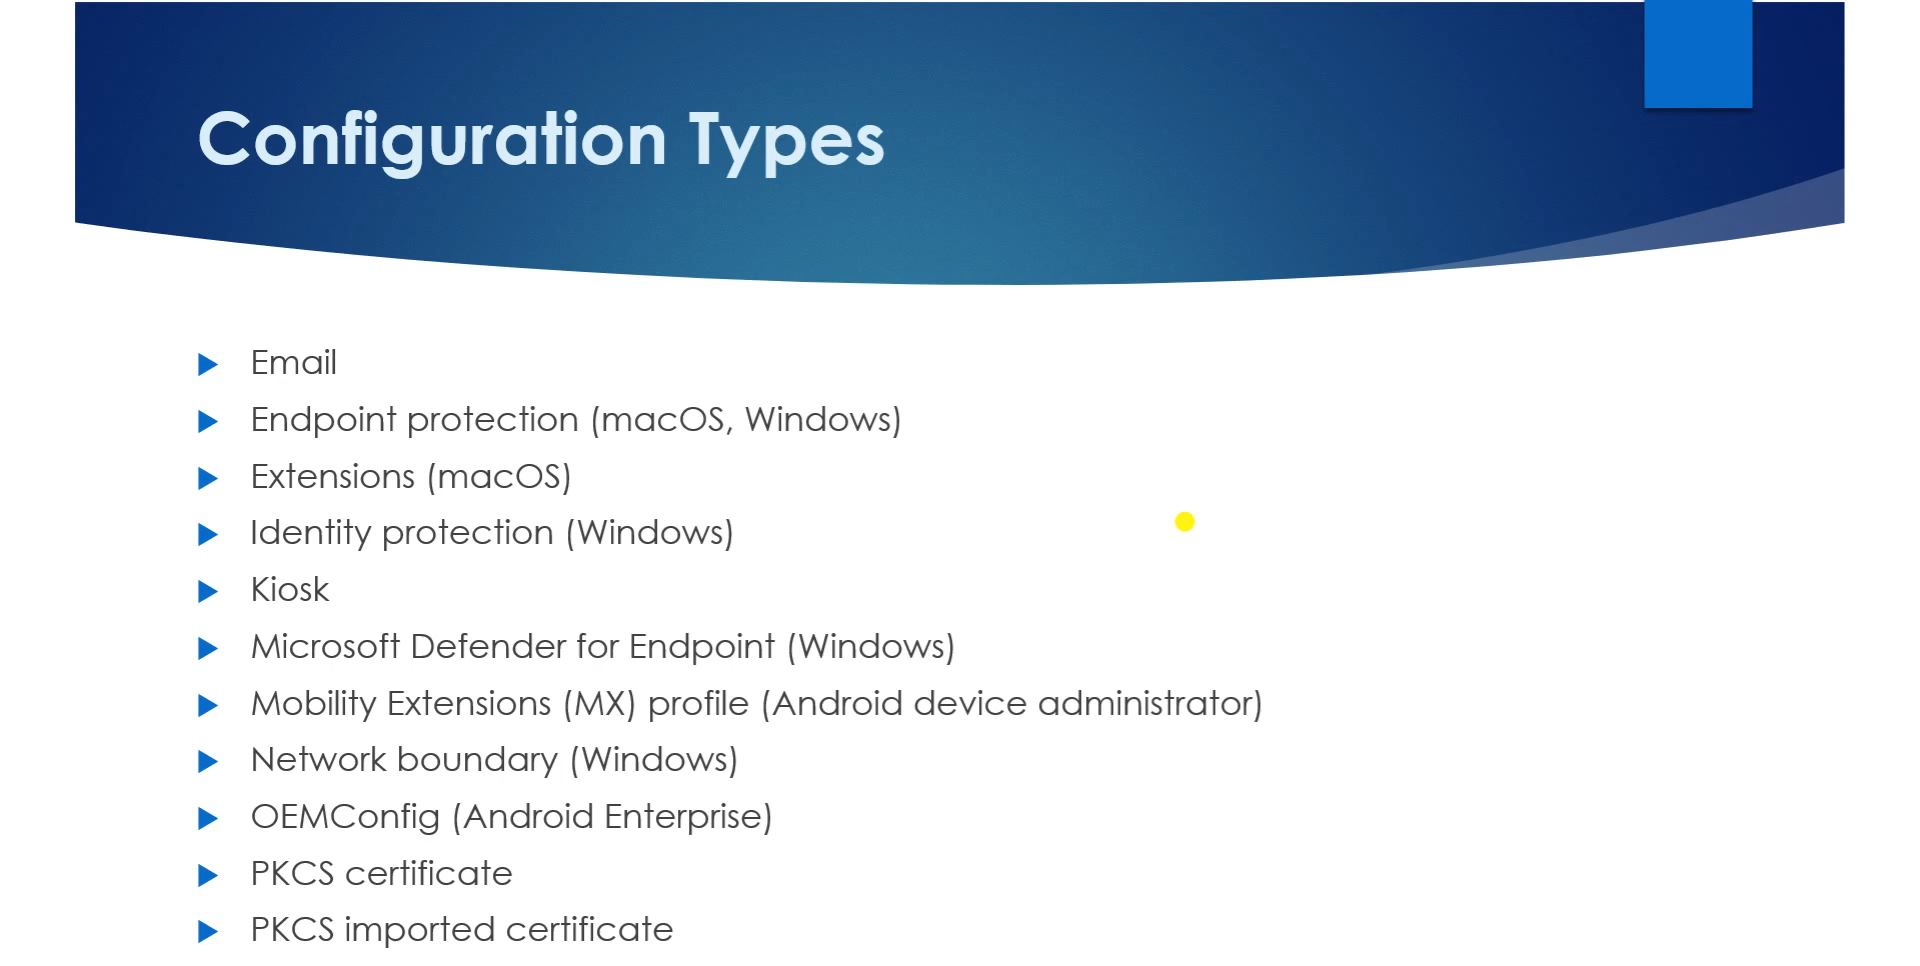 Configuration Types
Email
Endpoint protection (macOS, Windows)
Extensions (macOS)
Identity protection (Windows)
Kiosk
Microsoft Defender for Endpoint (Windows)
Mobility Extensions (MX) profile (Android device administrator)
Network boundary (Windows)
OEMConfig (Android Enterprise)
PKCS certificate
PKCS imported certificate